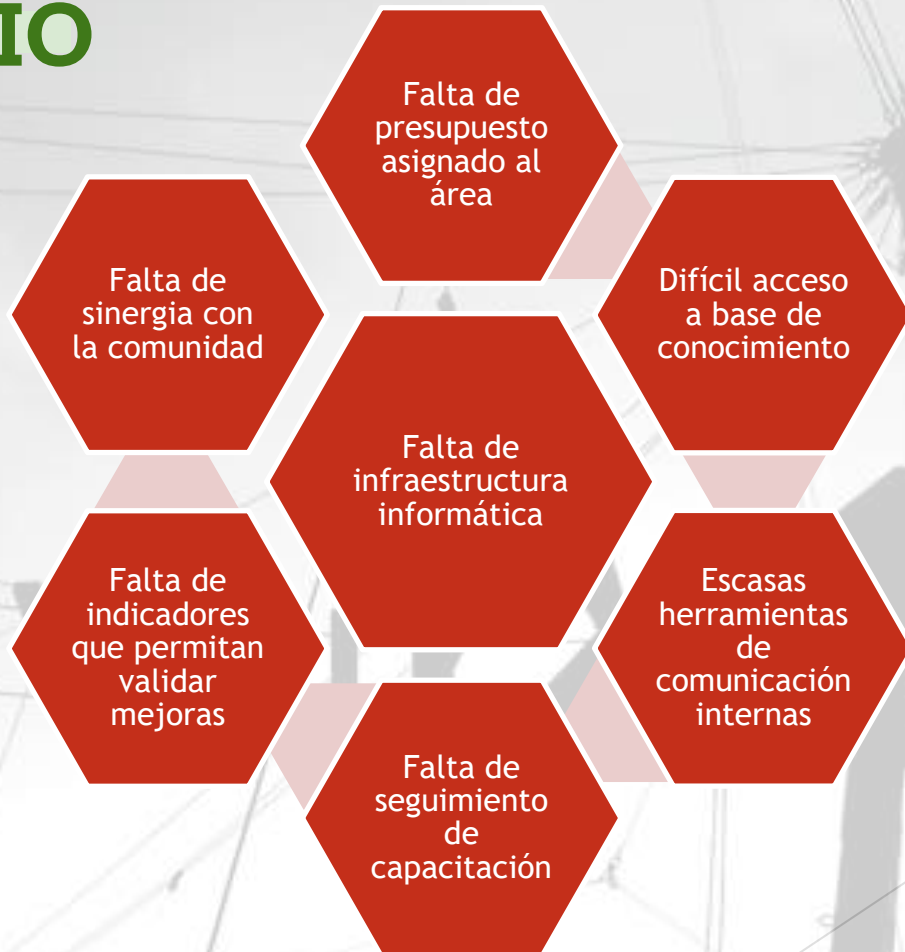 IO
Falta de
presupuesto
asignado al
área
Difícil acceso
a base de
conocimiento
Escasas
herramientas
de
comunicación
internas
Falta de
seguimiento
de
capacitación
Falta de
indicadores
que permitan
validar
mejoras
Falta de
sinergia con
la comunidad
Falta de
infraestructura
informática